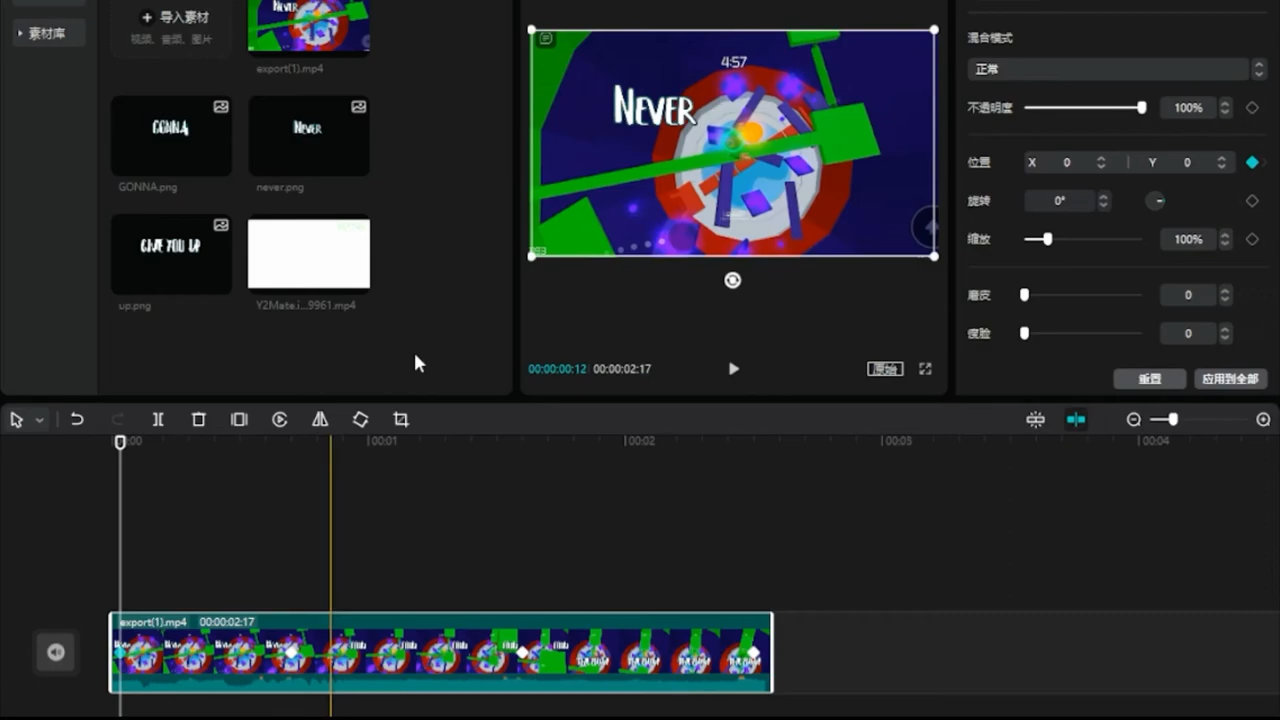 素材库
导入素材
视频、音频、图片
export(1).mp4
GONNA
NEVER
GONNA.png
never.png
GIVE YOU UP
up.png
Y2Mate.i...9961.mp4
4:57
NEVER
00:00:00:12 00:00:02:17
原始
混合模式
正常
不透明度
100%
位置
X 0
Y 0
旋转
0°
缩放
100%
磨皮
0
瘦脸
0
重置
应用到全部
00:01
00:02
00:03
00:04
export(1).mp4 00:00:02:17